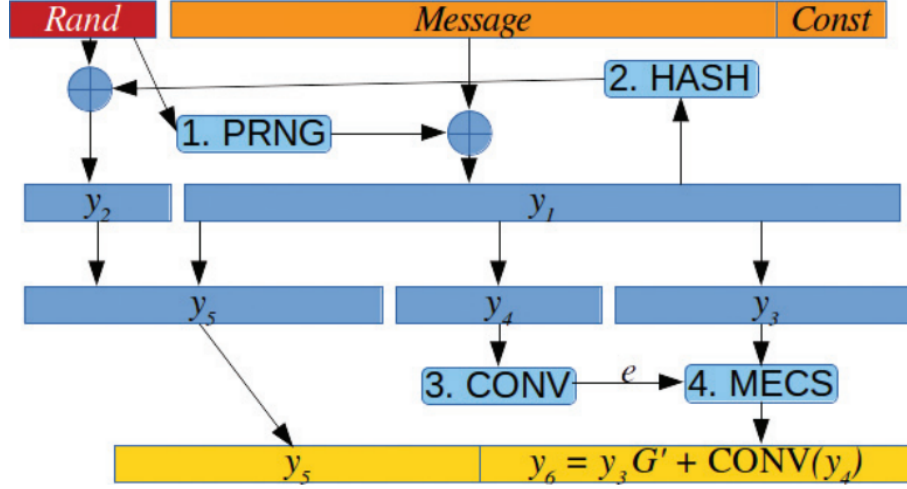 Rand Message Const
2. HASH
1. PRNG
y₂ y₁
y₅ y₄ y₃
3. CONV e 4. MECS
y₅ y₆ = y₃G' + CONV(y₄)